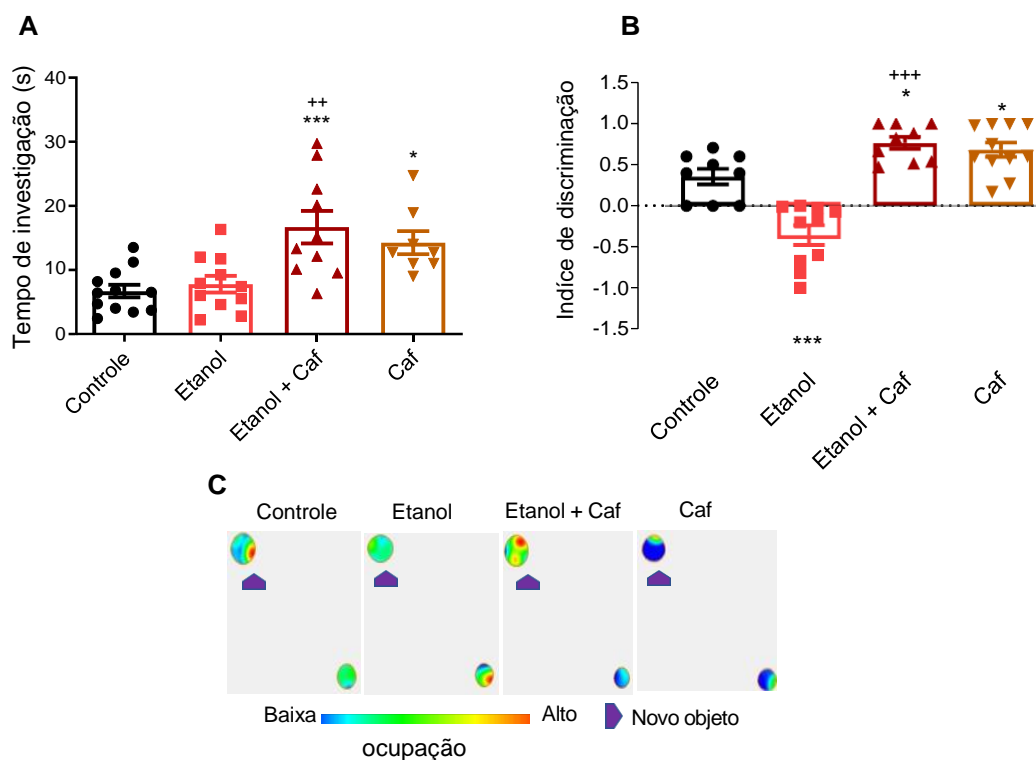 A
Tempo de investigação (s)
40
30
20
10
0
++
***
*
Controle
Etanol
Etanol + Caf
Caf
B
Indíce de discriminação
1.5
1.0
0.5
0.0
-0.5
-1.0
-1.5
***
+++
*
*
Controle
Etanol
Etanol + Caf
Caf
C
Controle Etanol Etanol + Caf Caf
Baixa Alto Novo objeto
ocupação